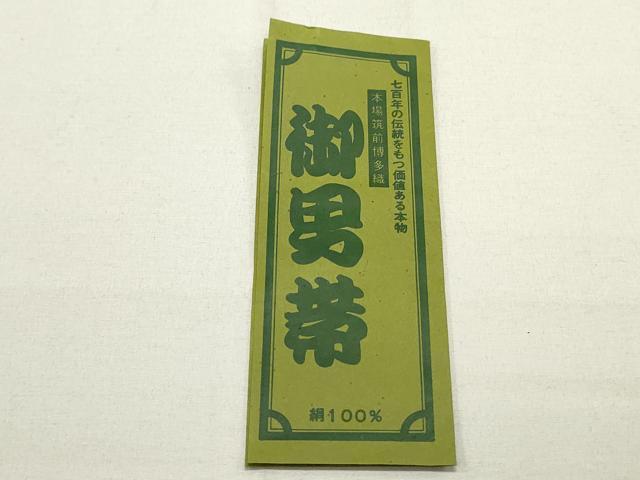 七百年の伝統をもつ価値ある本物
本場筑前博多織
御男帯
絹100%